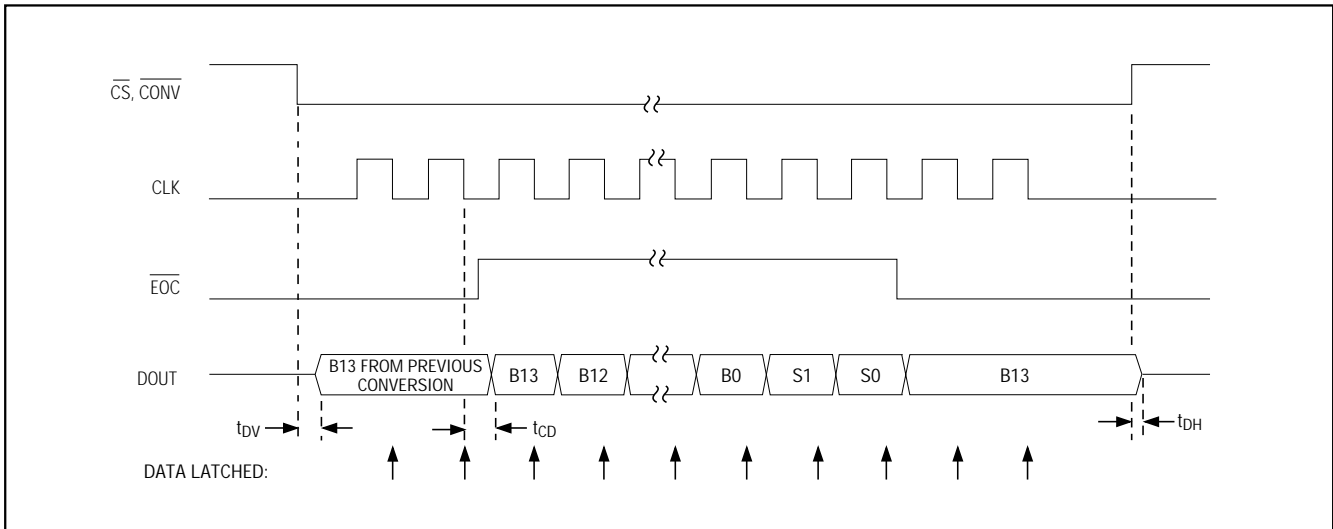 CS, CONV
CLK
EOC
DOUT
B13 FROM PREVIOUS
CONVERSION
B13
B12
B0
S1
S0
B13
tDV
tCD
tDH
DATA LATCHED: